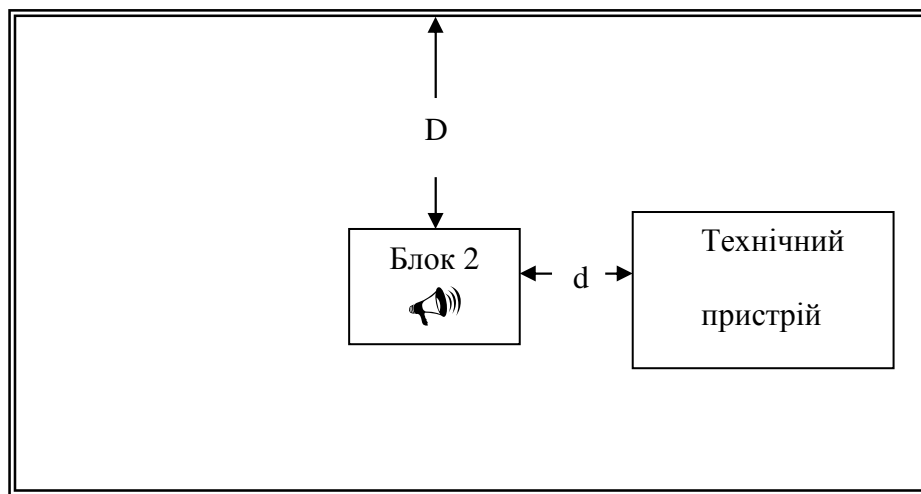 D
Блок 2
d
Технічний
пристрій